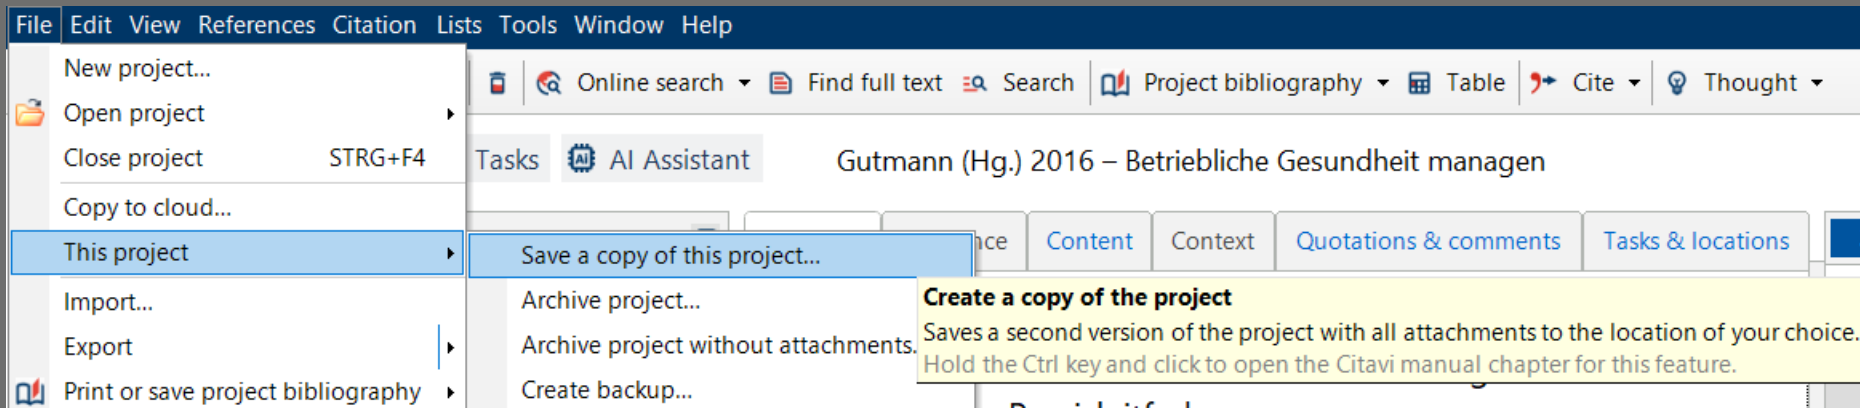 File Edit View References Citation Lists Tools Window Help
New project...
Online search Find full text Search Project bibliography Table Cite Thought
Open project
Close project STRG+F4
Tasks AI Assistant Gutmann (Hg.) 2016 – Betriebliche Gesundheit managen
Copy to cloud...
This project
Content Context Quotations & comments Tasks & locations
Save a copy of this project...
Import...
Archive project...
Create a copy of the project
Saves a second version of the project with all attachments to the location of your choice.
Hold the Ctrl key and click to open the Citavi manual chapter for this feature.
Export
Archive project without attachments.
Print or save project bibliography
Create backup...